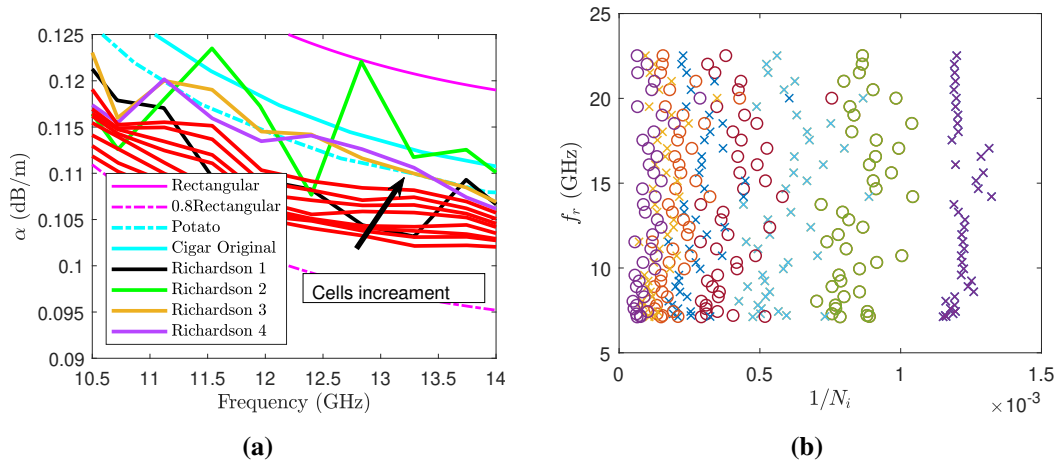 0.125
0.12
0.115
0.11
0.105
0.1
0.095
0.09
α (dB/m)
Rectangular
0.8Rectangular
Potato
Cigar Original
Richardson 1
Richardson 2
Richardson 3
Richardson 4
Cells increament
10.5 11 11.5 12 12.5 13 13.5 14
Frequency (GHz)
(a)
25
20
15
10
5
f_r (GHz)
0 0.5 1 1.5
×10⁻³
1/N_i
(b)